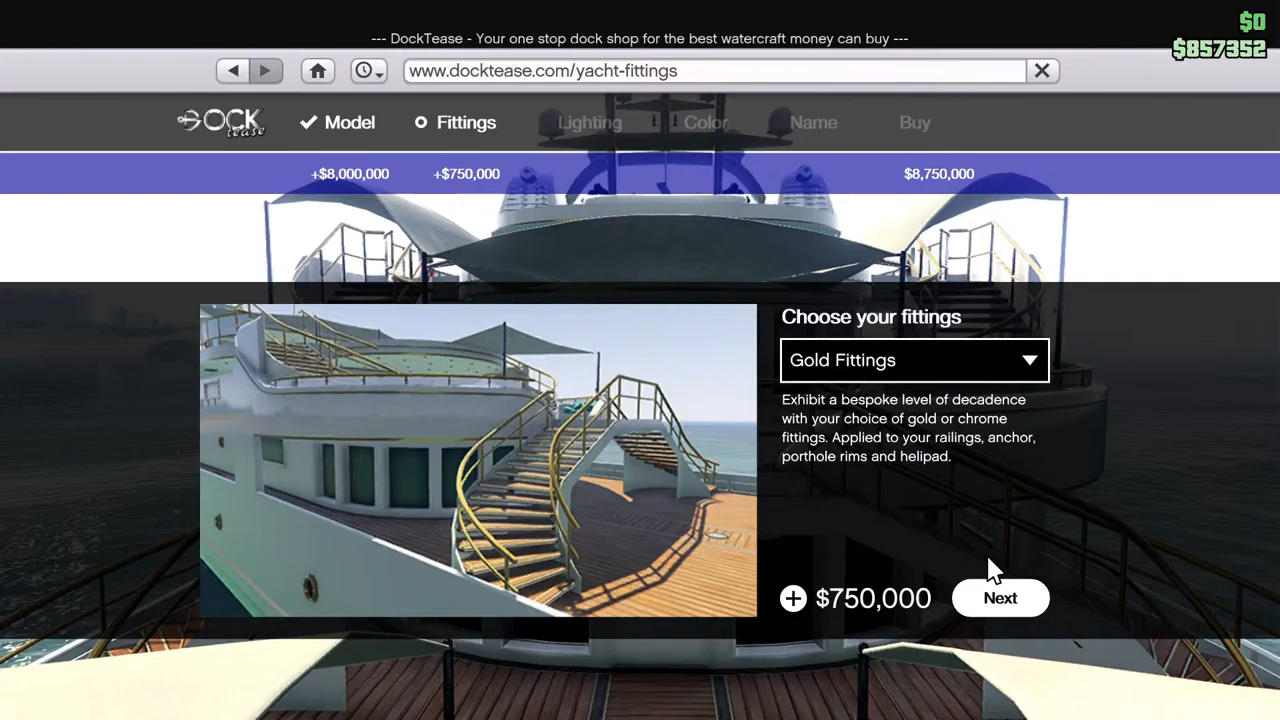 $0
--- DockTease - Your one stop dock shop for the best watercraft money can buy ---
$857352
www.docktease.com/yacht-fittings
DOCK tease
Model Fittings Lighting Color Name Buy
+$8,000,000 +$750,000 $8,750,000
Choose your fittings
Gold Fittings
Exhibit a bespoke level of decadence
with your choice of gold or chrome
fittings. Applied to your railings, anchor,
porthole rims and helipad.
$750,000 Next